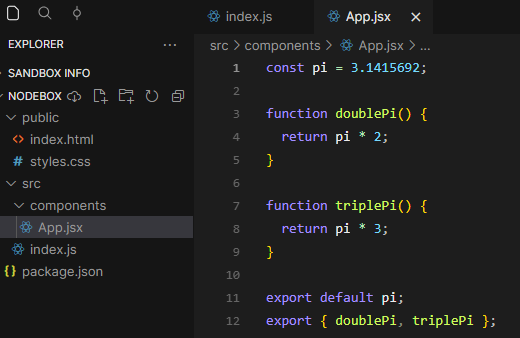 index.js
App.jsx
EXPLORER
src > components > App.jsx > ...
SANDBOX INFO
NODEBOX
public
index.html
styles.css
src
components
App.jsx
index.js
package.json
1 const pi = 3.1415692;
2
3 function doublePi() {
4 return pi * 2;
5 }
6
7 function triplePi() {
8 return pi * 3;
9 }
10
11 export default pi;
12 export { doublePi, triplePi };